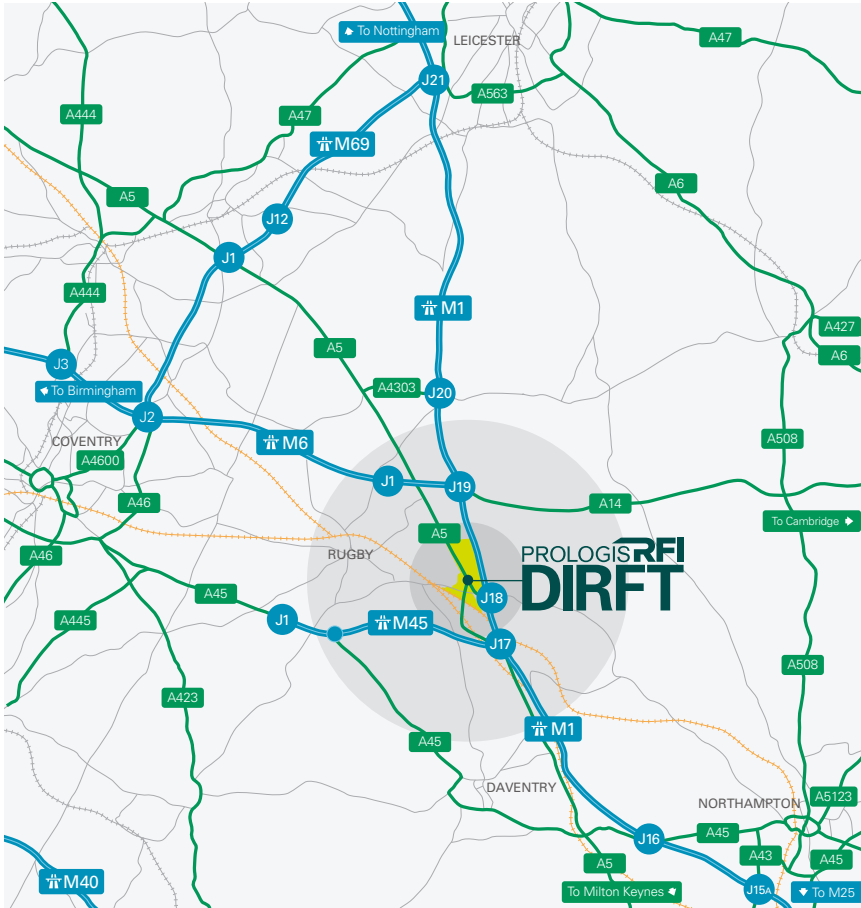 To Nottingham
LEICESTER
A47
J21
A444
A563
A47
M69
A6
A5
J12
J1
A444
M1
A427
A5
A6
J3
A4303
J20
To Birmingham
J2
M6
A508
COVENTRY
A4600
J1
J19
A46
A14
To Cambridge
A5
A46
RUGBY
PROLOGIS RFI
DIRFT
A45
J18
A445
J1
M45
J17
A508
A423
M1
A45
DAVENTRY
A5123
NORTHAMPTON
J16
A45
A43
A45
A5
M40
To Milton Keynes
J15A
To M25